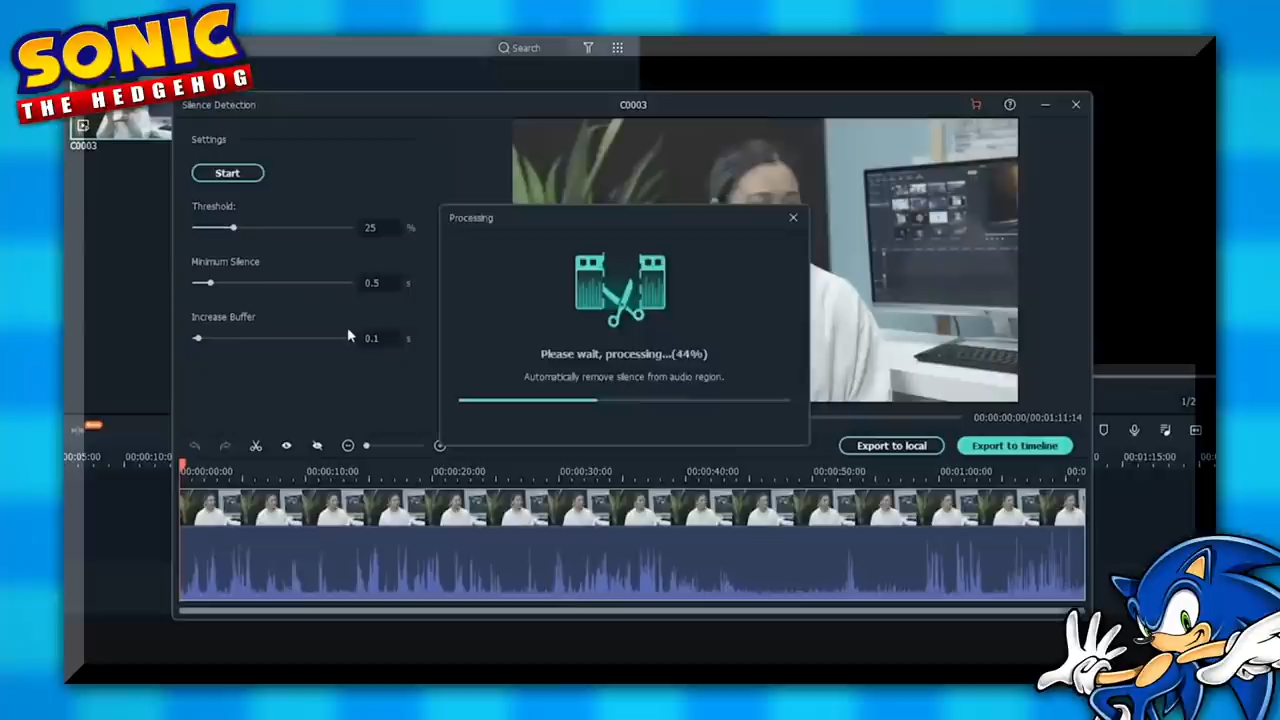 SONIC
THE HEDGEHOG
Search
Silence Detection
C0003
C0003
Settings
Start
Threshold:
25 %
Minimum Silence
0.5 s
Increase Buffer
0.1 s
Processing
Please wait, processing...(44%)
Automatically remove silence from audio region.
00:00:00:00/00:01:11:14
1/2
Export to local
Export to timeline
00:05:00
00:00:10:0
00:00:00:00
00:00:10:00
00:00:20:00
00:00:30:00
00:00:40:00
00:00:50:00
00:01:00:00
00:0
0
00:01:15:00